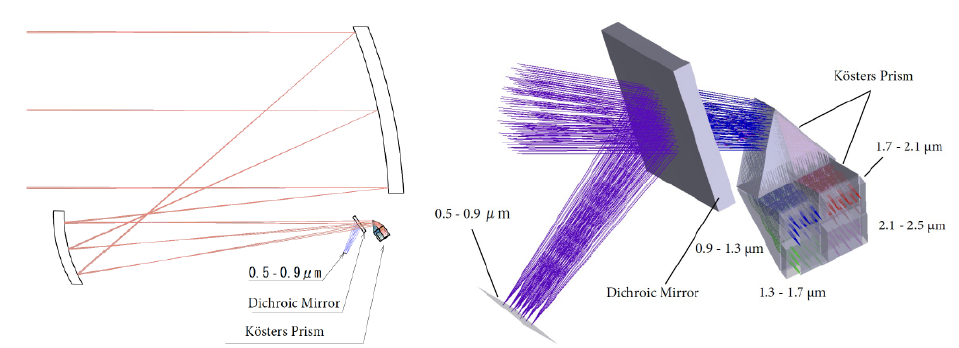 0.5 - 0.9 μm
Dichroic Mirror
Kösters Prism
Kösters Prism
1.7 - 2.1 μm
0.5 - 0.9 μm
2.1 - 2.5 μm
0.9 - 1.3 μm
Dichroic Mirror
1.3 - 1.7 μm